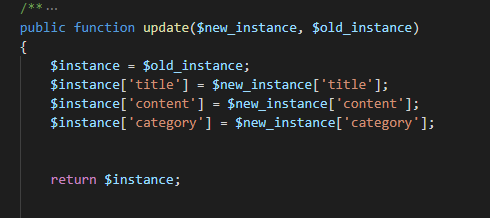 /** ...
public function update($new_instance, $old_instance)
{
    $instance = $old_instance;
    $instance['title'] = $new_instance['title'];
    $instance['content'] = $new_instance['content'];
    $instance['category'] = $new_instance['category'];
    return $instance;